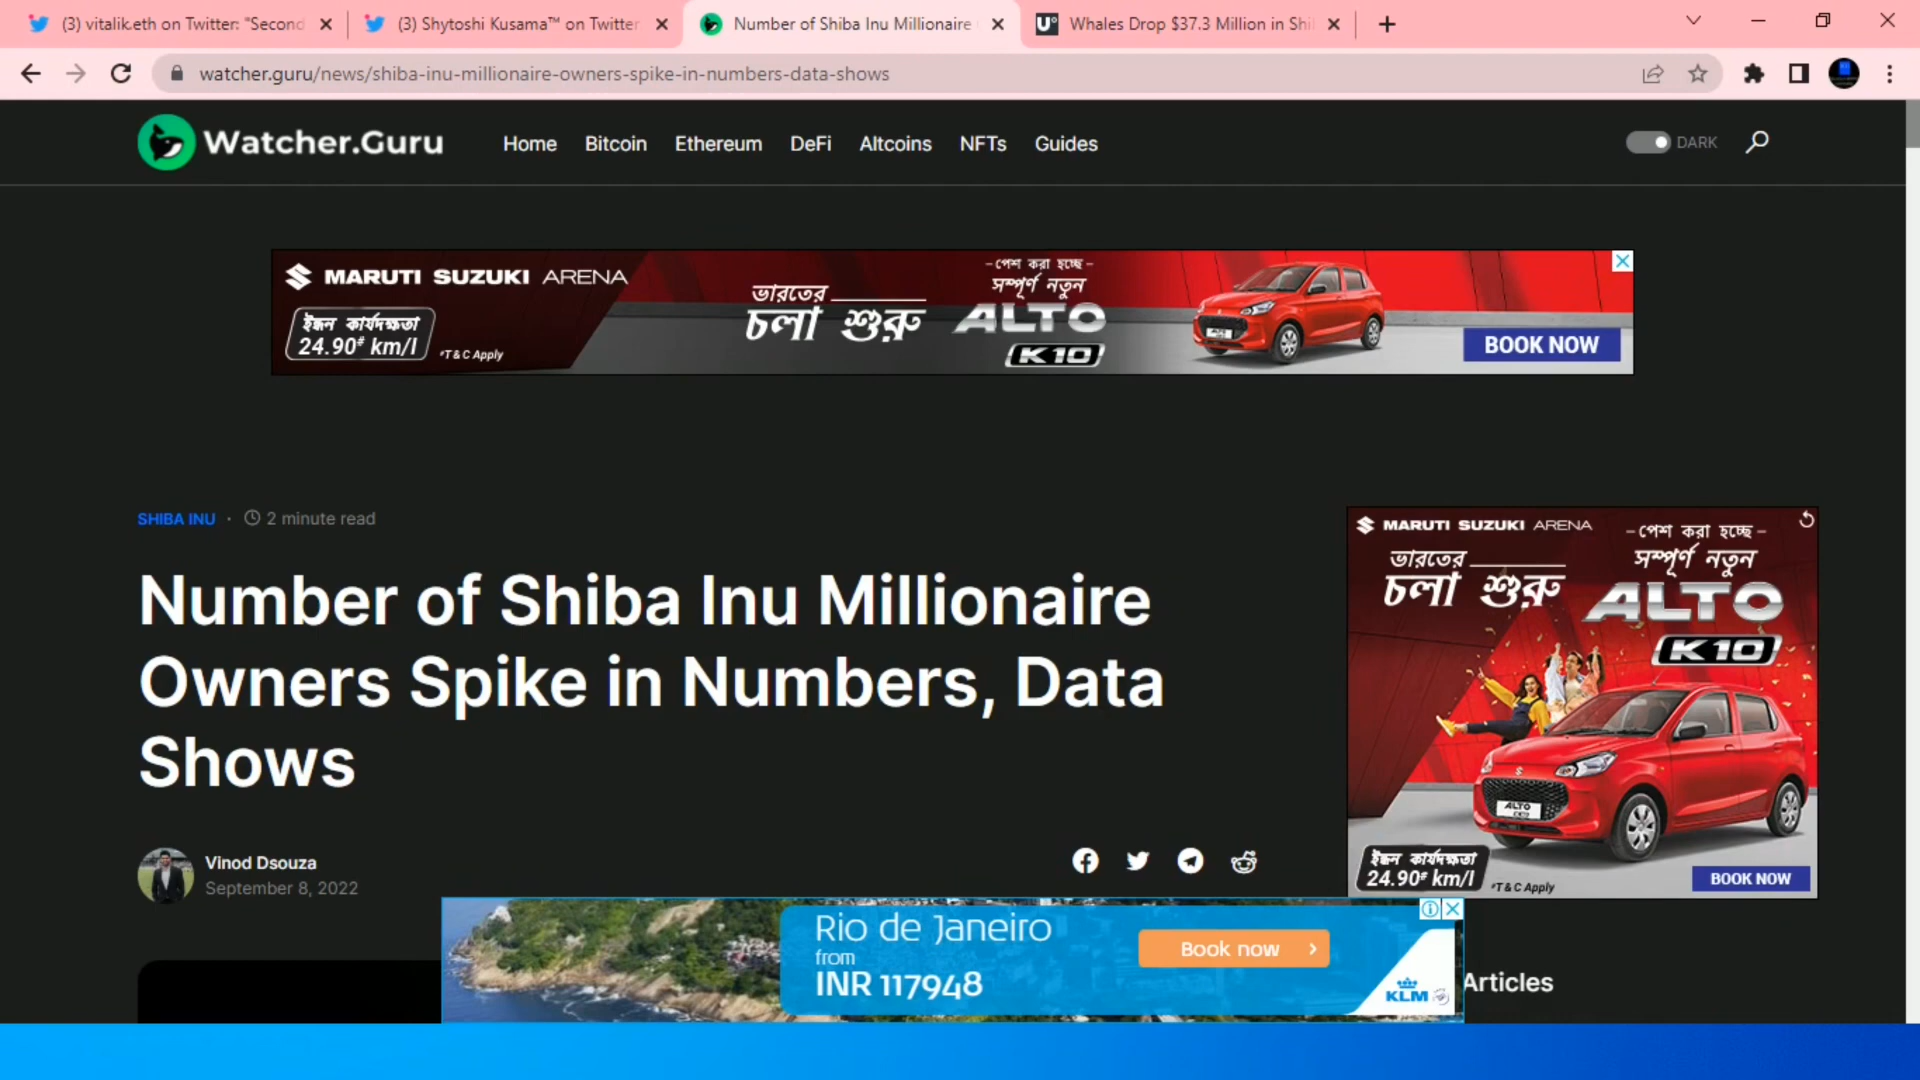 (3) vitalik.eth on Twitter: "Second
(3) Shytoshi Kusama™ on Twitter
Number of Shiba Inu Millionaire
Whales Drop $37.3 Million in Shi
watcher.guru/news/shiba-inu-millionaire-owners-spike-in-numbers-data-shows
Watcher.Guru
Home
Bitcoin
Ethereum
DeFi
Altcoins
NFTs
Guides
DARK
MARUTI SUZUKI ARENA
ইন্ধন কার্যদক্ষতা
24.90# km/l
#T&C Apply
ভারতের
চলা শুরু
-পেশ করা হচ্ছে-
সম্পূর্ণ নতুন
ALTO
K10
ALTO
BOOK NOW
SHIBA INU · 2 minute read
Number of Shiba Inu Millionaire
Owners Spike in Numbers, Data
Shows
Vinod Dsouza
September 8, 2022
MARUTI SUZUKI ARENA
ভারতের
চলা শুরু
-পেশ করা হচ্ছে-
সম্পূর্ণ নতুন
ALTO
K10
ALTO
K10
ইন্ধন কার্যদক্ষতা
24.90# km/l
#T&C Apply
BOOK NOW
Rio de Janeiro
from
INR 117948
Book now
KLM
Articles